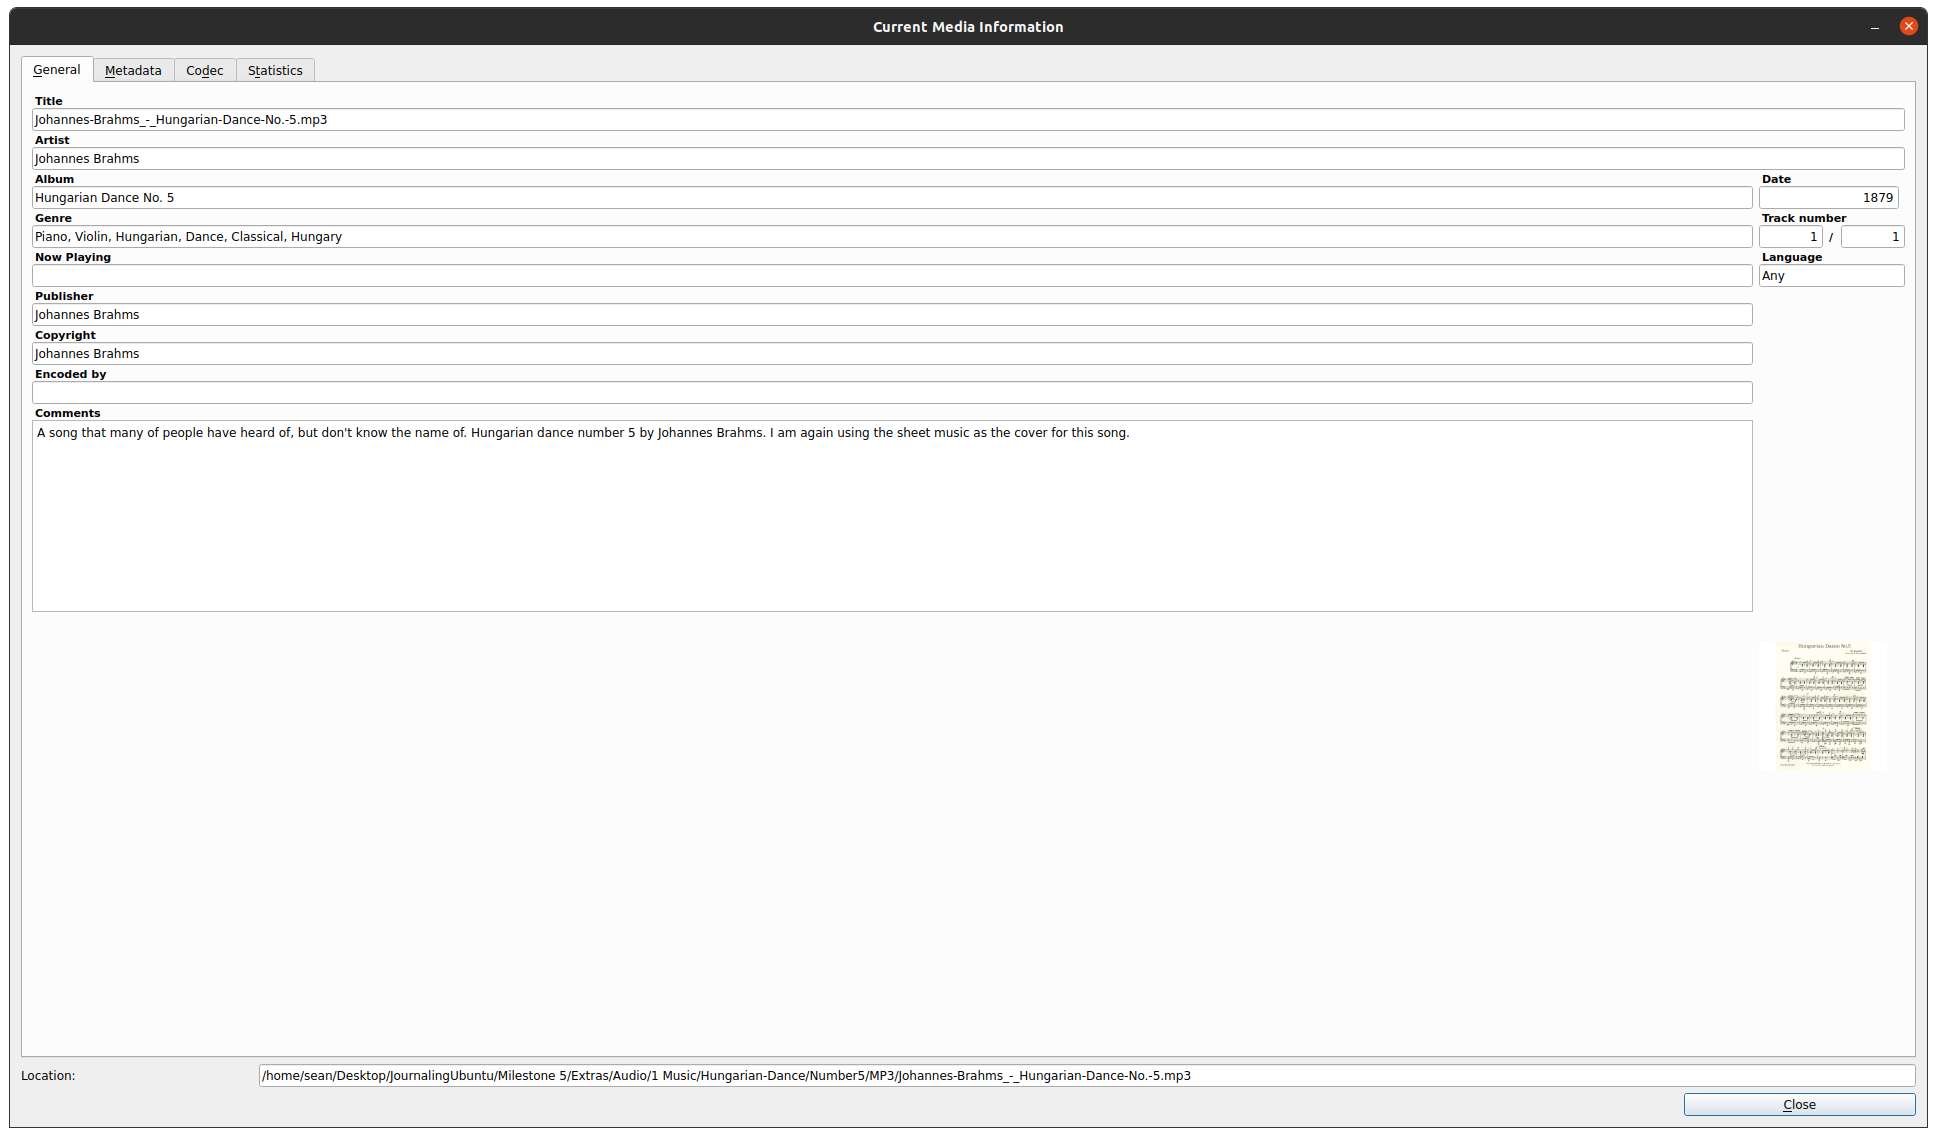 Current Media Information
General Metadata Codec Statistics
Title
Johannes-Brahms_-_Hungarian-Dance-No.-5.mp3
Artist
Johannes Brahms
Album Date
Hungarian Dance No. 5 1879
Genre Track number
Piano, Violin, Hungarian, Dance, Classical, Hungary 1 / 1
Now Playing Language
Any
Publisher
Johannes Brahms
Copyright
Johannes Brahms
Encoded by
Comments
A song that many of people have heard of, but don't know the name of. Hungarian dance number 5 by Johannes Brahms. I am again using the sheet music as the cover for this song.
Hungarian Dance No.5
Location: /home/sean/Desktop/JournalingUbuntu/Milestone 5/Extras/Audio/1 Music/Hungarian-Dance/Number5/MP3/Johannes-Brahms_-_Hungarian-Dance-No.-5.mp3
Close